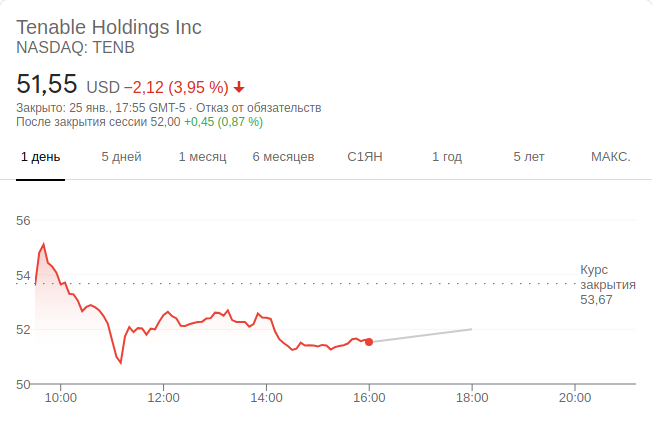 Tenable Holdings Inc
NASDAQ: TENB
51,55 USD −2,12 (3,95 %)
Закрыто: 25 янв., 17:55 GMT-5 · Отказ от обязательств
После закрытия сессии 52,00 +0,45 (0,87 %)
1 день 5 дней 1 месяц 6 месяцев С1ЯН 1 год 5 лет МАКС.
56
54
52
50
Курс
закрытия
53,67
10:00 12:00 14:00 16:00 18:00 20:00